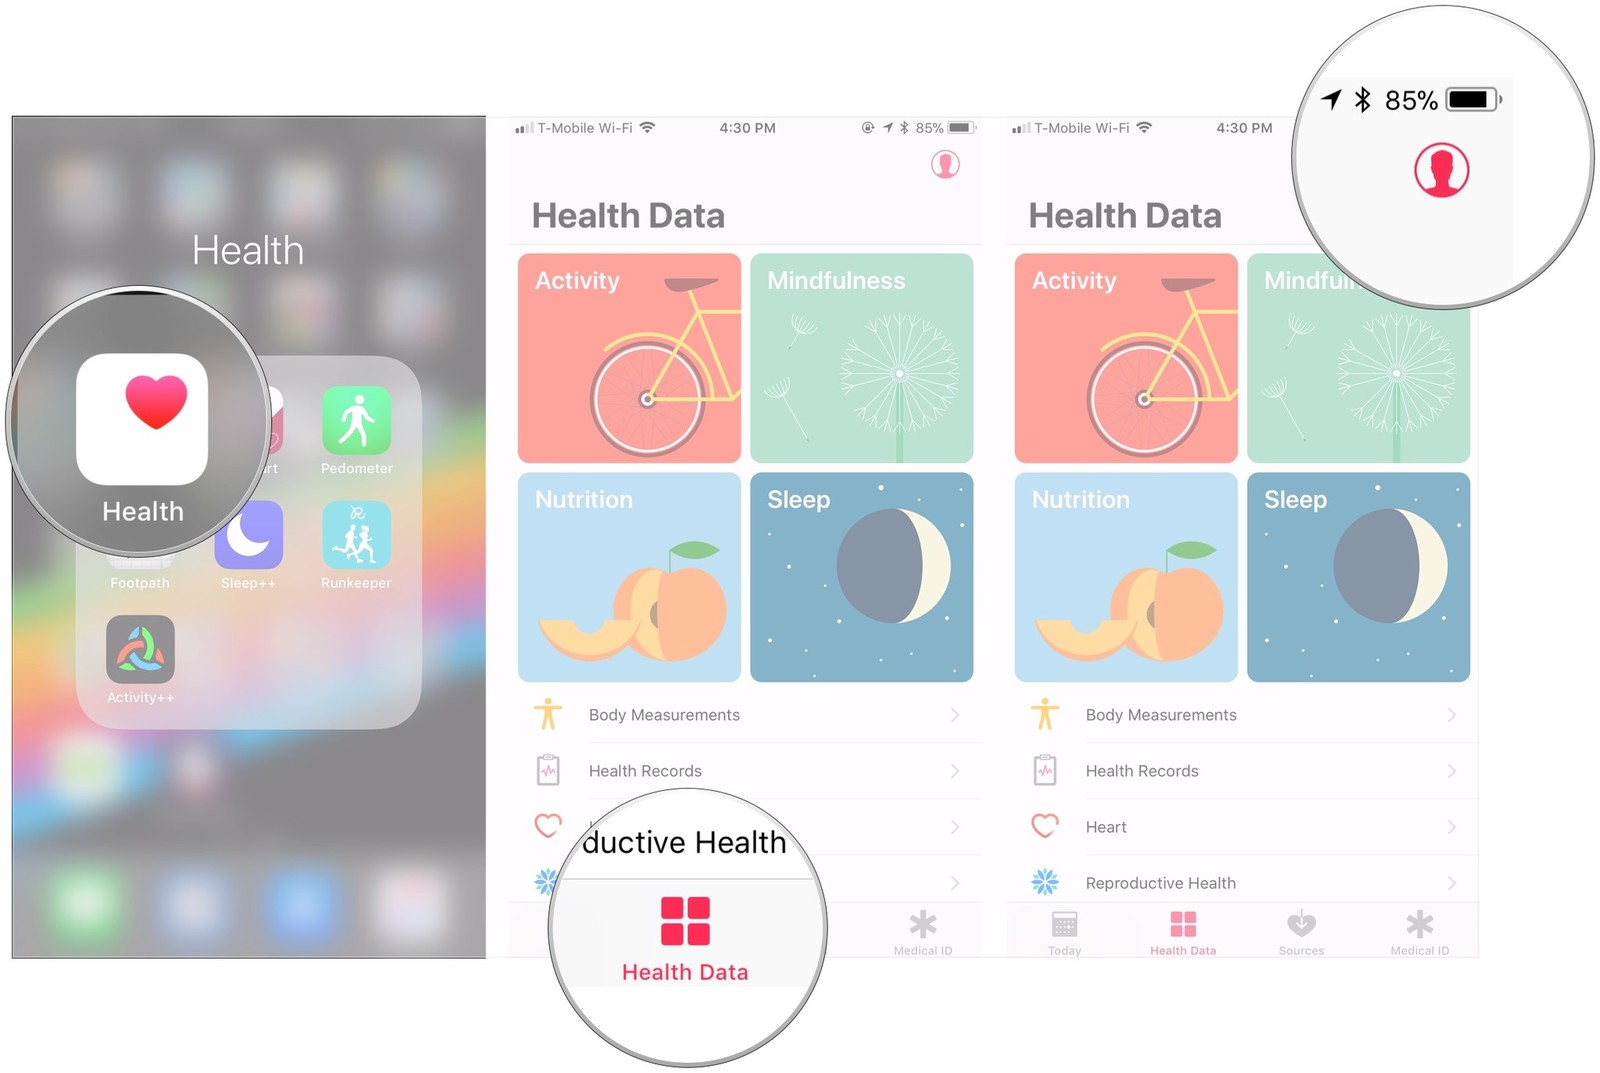 Health
Health
rt
Pedometer
Footpath
Sleep++
Runkeeper
Activity++
T-Mobile Wi-Fi
4:30 PM
85%
Health Data
Activity
Mindfulness
Nutrition
Sleep
Body Measurements
Health Records
ductive Health
Health Data
Medical ID
T-Mobile Wi-Fi
4:30 PM
85%
Health Data
Activity
Mindfuln
Nutrition
Sleep
Body Measurements
Health Records
Heart
Reproductive Health
Today
Health Data
Sources
Medical ID